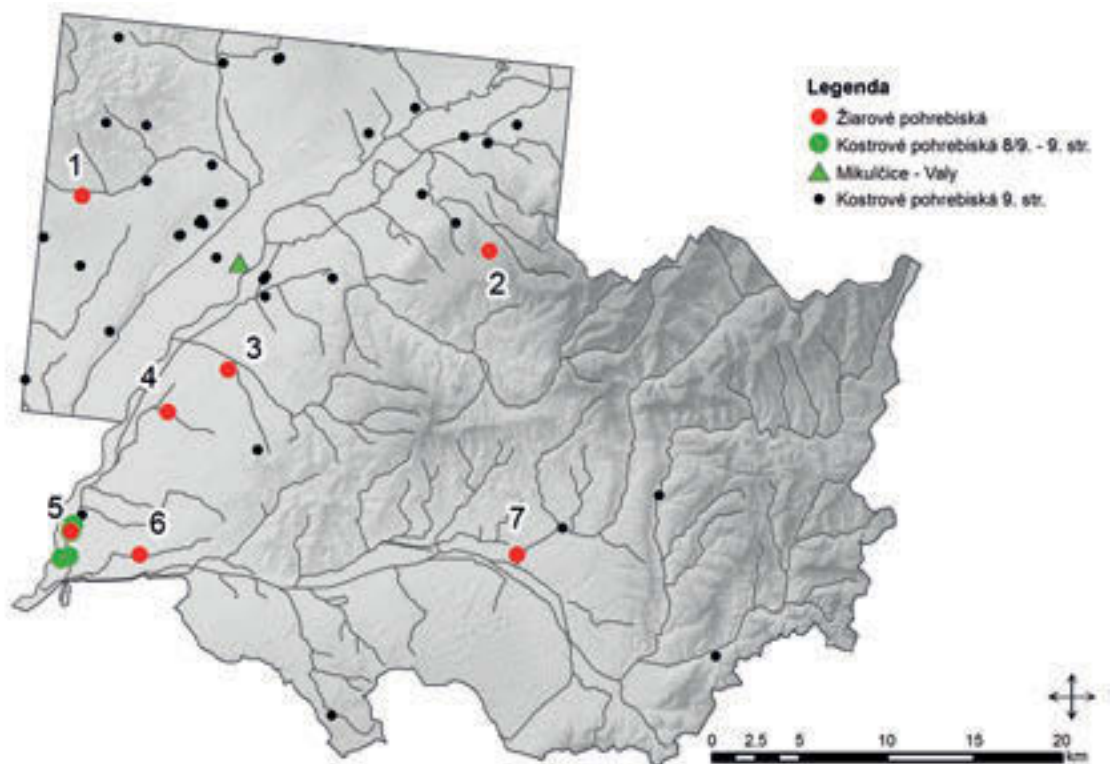 Legenda
Žiarové pohrebiská
Kostrové pohrebiská 8/9. - 9. str.
Mikulčice - Valy
Kostrové pohrebiská 9. str.
1
2
3
4
5
6
7
0 2,5 5 10 15 20
km